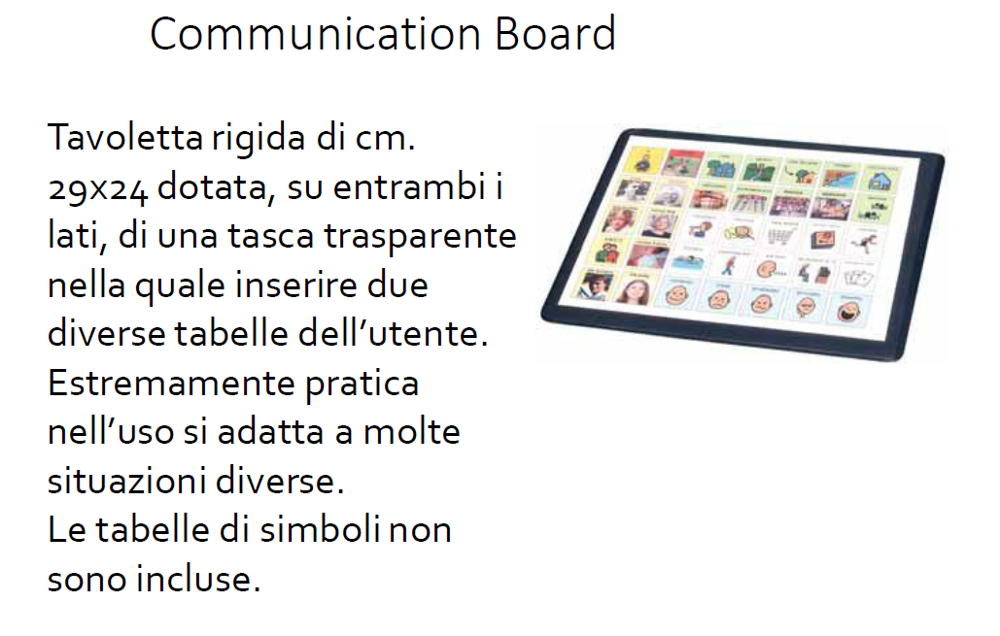 Communication Board
Tavoletta rigida di cm.
29x24 dotata, su entrambi i
lati, di una tasca trasparente
nella quale inserire due
diverse tabelle dell'utente.
Estremamente pratica
nell'uso si adatta a molte
situazioni diverse.
Le tabelle di simboli non
sono incluse.